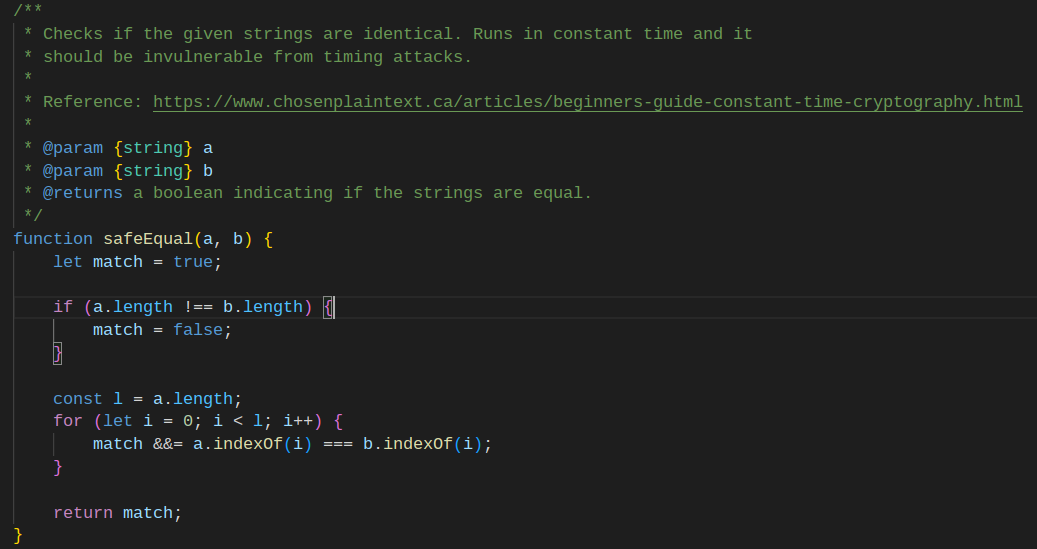 /**
 * Checks if the given strings are identical. Runs in constant time and it
 * should be invulnerable from timing attacks.
 *
 * Reference: https://www.chosenplaintext.ca/articles/beginners-guide-constant-time-cryptography.html
 *
 * @param {string} a
 * @param {string} b
 * @returns a boolean indicating if the strings are equal.
 */
function safeEqual(a, b) {
    let match = true;

    if (a.length !== b.length) {
        match = false;
    }

    const l = a.length;
    for (let i = 0; i < l; i++) {
        match &&= a.indexOf(i) === b.indexOf(i);
    }

    return match;
}